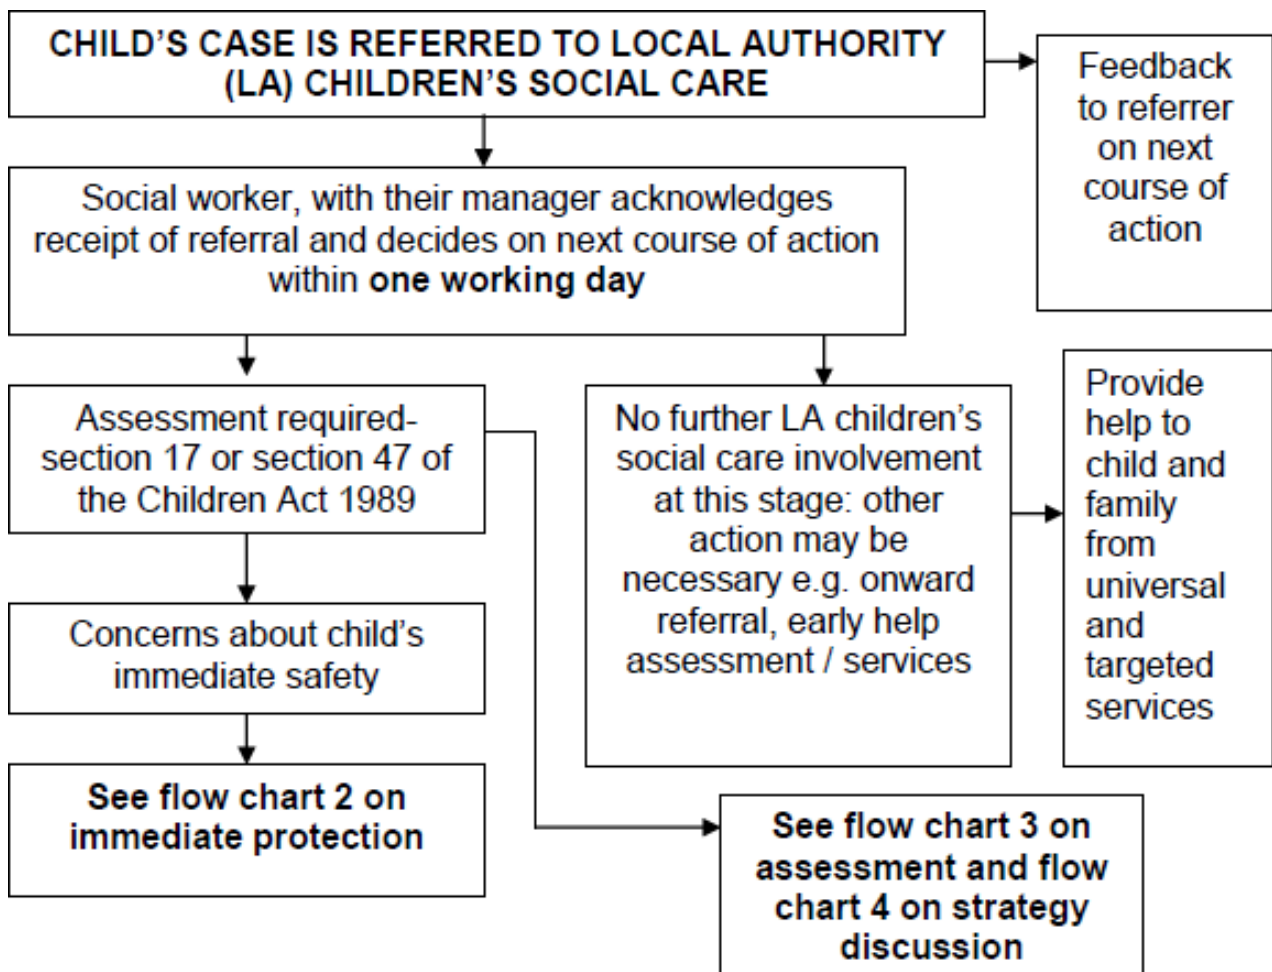 CHILD’S CASE IS REFERRED TO LOCAL AUTHORITY
(LA) CHILDREN’S SOCIAL CARE
Feedback
to referrer
on next
course of
action
Social worker, with their manager acknowledges
receipt of referral and decides on next course of action
within one working day
Assessment required-
section 17 or section 47 of
the Children Act 1989
No further LA children’s
social care involvement
at this stage: other
action may be
necessary e.g. onward
referral, early help
assessment / services
Provide
help to
child and
family
from
universal
and
targeted
services
Concerns about child’s
immediate safety
See flow chart 2 on
immediate protection
See flow chart 3 on
assessment and flow
chart 4 on strategy
discussion